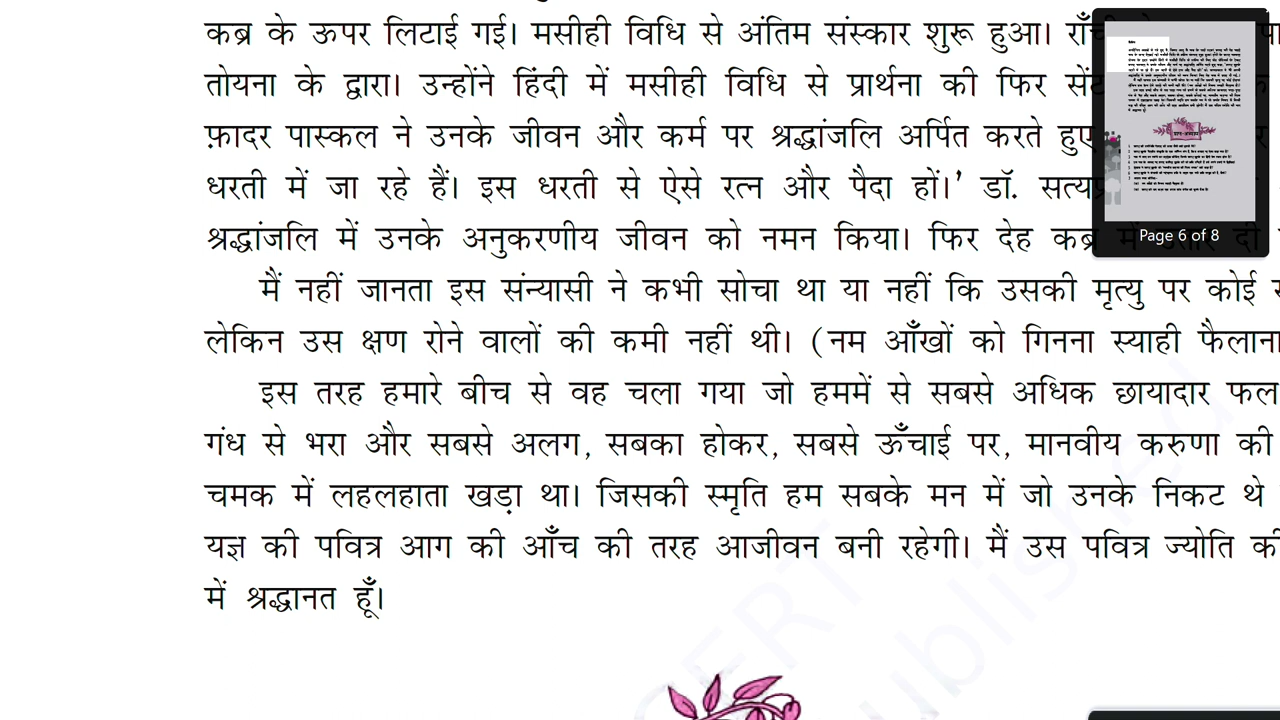 कब्र के ऊपर लिटाई गई। मसीही विधि से अंतिम संस्कार शुरू हुआ।
तोयना के द्वारा। उन्होंने हिंदी में मसीही विधि से प्रार्थना की फिर
फ़ादर पास्कल ने उनके जीवन और कर्म पर श्रद्धांजलि अर्पित करते हुए
धरती में जा रहे हैं। इस धरती से ऐसे रत्न और पैदा हों।' डॉ.
श्रद्धांजलि में उनके अनुकरणीय जीवन को नमन किया। फिर देह कब्र में उतार दी
मैं नहीं जानता इस संन्यासी ने कभी सोचा था या नहीं कि उसकी मृत्यु पर कोई
लेकिन उस क्षण रोने वालों की कमी नहीं थी। (नम आँखों को गिनना स्याही फैलाना
इस तरह हमारे बीच से वह चला गया जो हममें से सबसे अधिक छायादार फल
गंध से भरा और सबसे अलग, सबका होकर, सबसे ऊँचाई पर, मानवीय करुणा की
चमक में लहलहाता खड़ा था। जिसकी स्मृति हम सबके मन में जो उनके निकट थे
यज्ञ की पवित्र आग की आँच की तरह आजीवन बनी रहेगी। मैं उस पवित्र ज्योति की
में श्रद्धानत हूँ।
Page 6 of 8